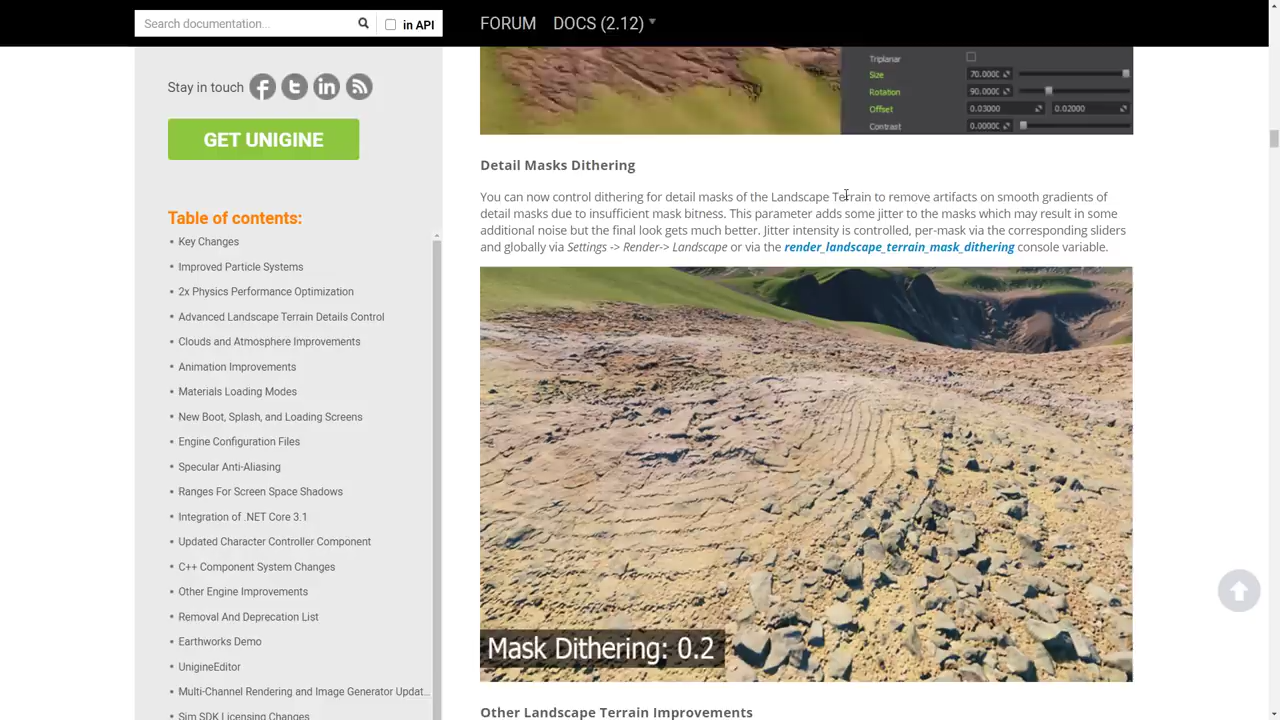 Search documentation...
in API
FORUM
DOCS (2.12)
Stay in touch
GET UNIGINE
Table of contents:
Key Changes
Improved Particle Systems
2x Physics Performance Optimization
Advanced Landscape Terrain Details Control
Clouds and Atmosphere Improvements
Animation Improvements
Materials Loading Modes
New Boot, Splash, and Loading Screens
Engine Configuration Files
Specular Anti-Aliasing
Ranges For Screen Space Shadows
Integration of .NET Core 3.1
Updated Character Controller Component
C++ Component System Changes
Other Engine Improvements
Removal And Deprecation List
Earthworks Demo
UnigineEditor
Multi-Channel Rendering and Image Generator Updat...
Sim SDK Licensing Changes
Triplanar
Size 70.000(
Rotation 90.000(
Offset 0.03000 0.02000
Contrast 0.0000(
Detail Masks Dithering
You can now control dithering for detail masks of the Landscape Terrain to remove artifacts on smooth gradients of
detail masks due to insufficient mask bitness. This parameter adds some jitter to the masks which may result in some
additional noise but the final look gets much better. Jitter intensity is controlled, per-mask via the corresponding sliders
and globally via Settings -> Render-> Landscape or via the render_landscape_terrain_mask_dithering console variable.
Mask Dithering: 0.2
Other Landscape Terrain Improvements